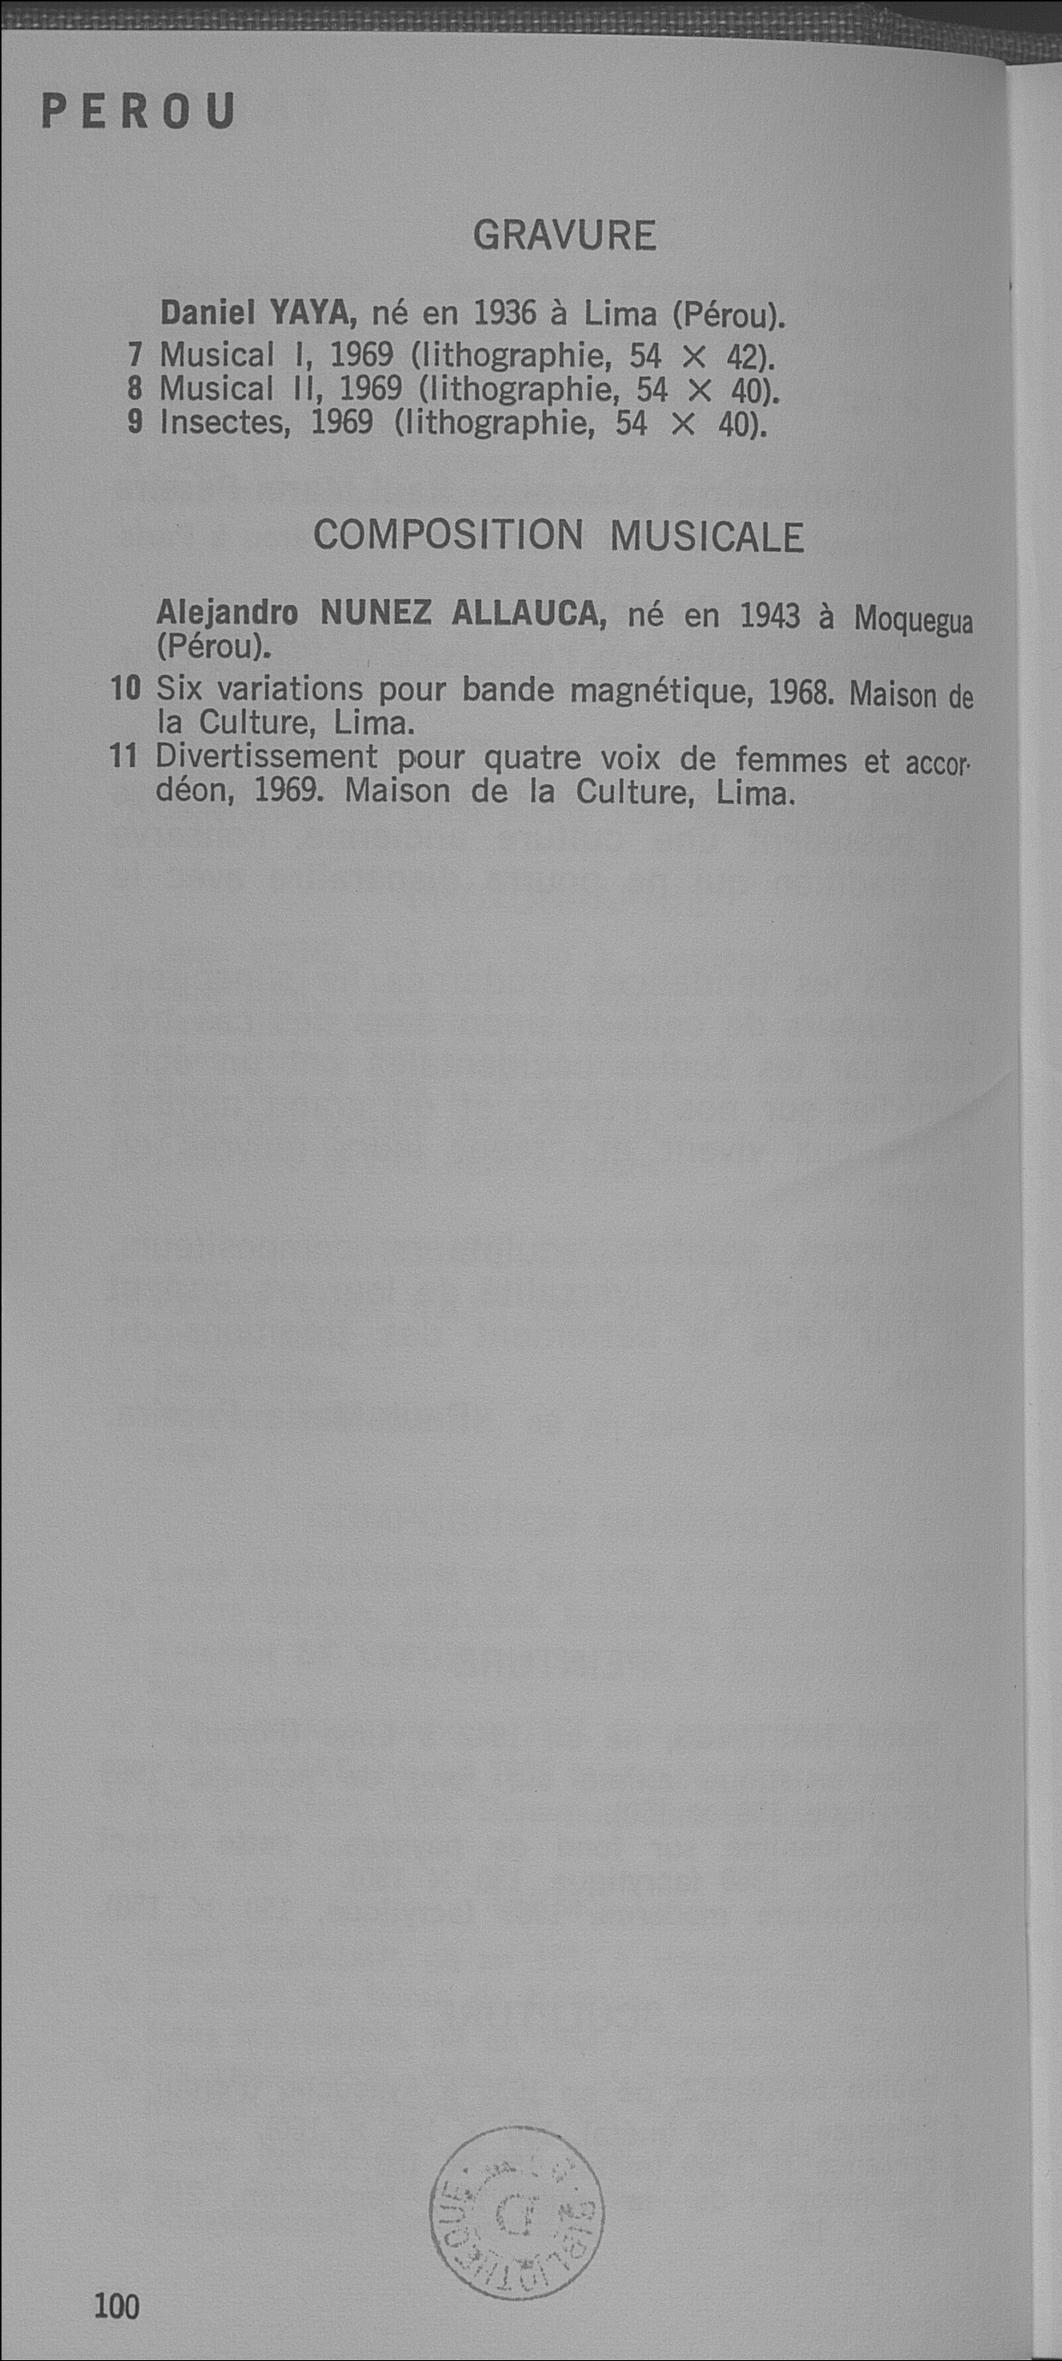 PEROU
GRAVURE
Daniel YAYA, né en 1936 à Lima (Pérou).
7 Musical I, 1969 (lithographie, 54 × 42).
8 Musical II, 1969 (lithographie, 54 × 40).
9 Insectes, 1969 (lithographie, 54 × 40).
COMPOSITION MUSICALE
Alejandro NUNEZ ALLAUCA, né en 1943 à Moquegua
(Pérou).
10 Six variations pour bande magnétique, 1968. Maison de
la Culture, Lima.
11 Divertissement pour quatre voix de femmes et accor-
déon, 1969. Maison de la Culture, Lima.
BIBLIOTHEQUE
100